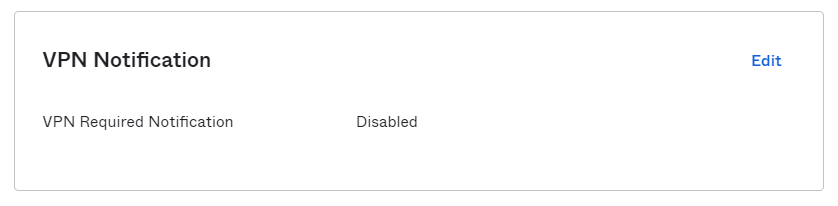 VPN Notification
Edit
VPN Required Notification
Disabled